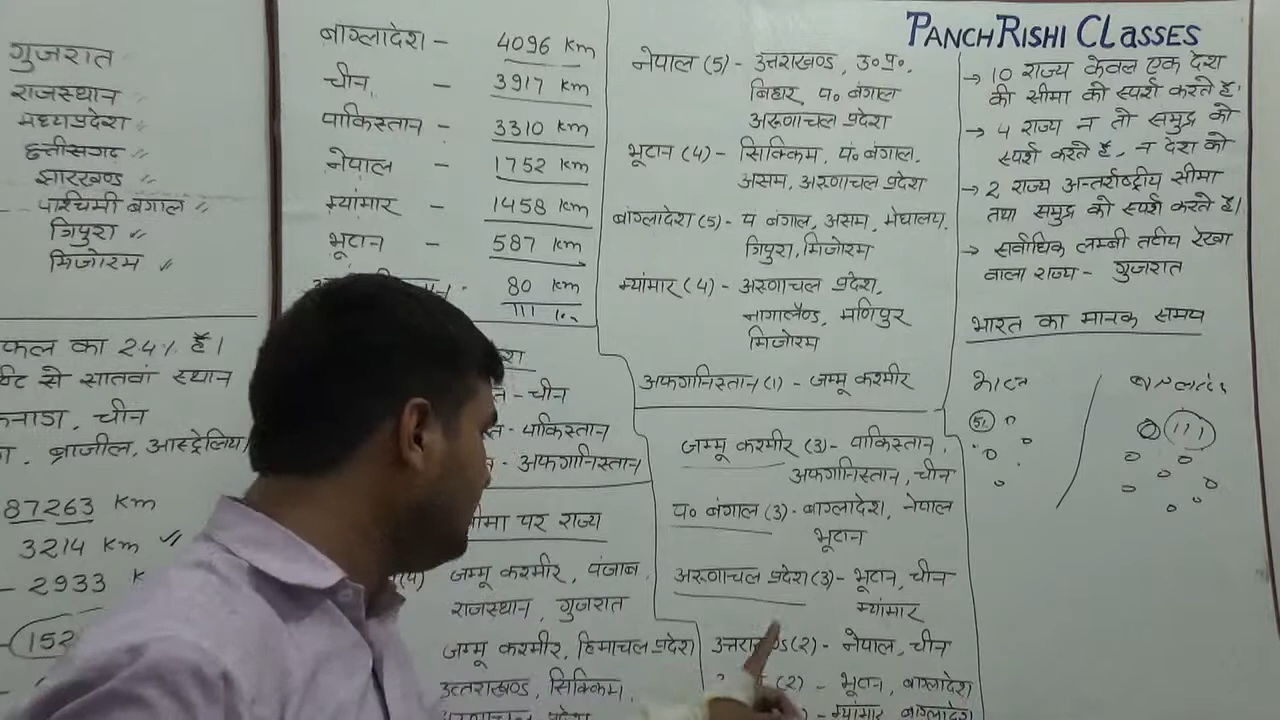 PANCHRISHI CLASSES
गुजरात
राजस्थान "
मध्यप्रदेश "
छत्तीसगढ "
झारखण्ड "
पश्चिमी बंगाल "
त्रिपुरा "
मिजोरम "
फल का 2.4% है।
से सातवां स्थान
, चीन
ब्राजील, आस्ट्रेलिया
87263 Km
3214 Km
- 2933
152
बांग्लादेश - 4096 Km
चीन - 3917 Km
पाकिस्तान - 3310 Km
नेपाल - 1752 Km
म्यांमार - 1458 Km
भूटान - 587 Km
80 Km
- चीन
- पाकिस्तान
- अफगानिस्तान
पर राज्य
जम्मू कश्मीर, पंजाब,
राजस्थान, गुजरात
जम्मू कश्मीर, हिमाचल प्रदेश
उत्तराखण्ड, सिक्किम,
नेपाल (5) - उत्तराखण्ड, उ०प्र०,
बिहार, प० बंगाल
अरूणाचल प्रदेश
भूटान (4) - सिक्किम, पं० बंगाल,
असम, अरूणाचल प्रदेश
बांग्लादेश (5) - प बंगाल, असम, मेघालय,
त्रिपुरा, मिजोरम
म्यांमार (4) - अरूणाचल प्रदेश,
नागालैण्ड, मणिपुर
मिजोरम
अफगानिस्तान (1) - जम्मू कश्मीर
जम्मू कश्मीर (3) - पाकिस्तान,
अफगानिस्तान, चीन
प० बंगाल (3) - बाग्लादेश, नेपाल
भूटान
अरूणाचल प्रदेश (3) - भूटान, चीन
म्यांमार
(2) - नेपाल, चीन
(2) - भूटान, बाग्लादेश
- म्यांमार, बाग्लादेश
→ 10 राज्य केवल एक देश
की सीमा को स्पर्श करते हैं।
→ 4 राज्य न तो समुद्र को
स्पर्श करते हैं, न देश को
→ 2 राज्य अन्तर्राष्ट्रीय सीमा
तथा समुद्र को स्पर्श करते हैं।
→ सर्वाधिक लम्बी तटीय रेखा
वाला राज्य - गुजरात
भारत का मानक समय
51
111